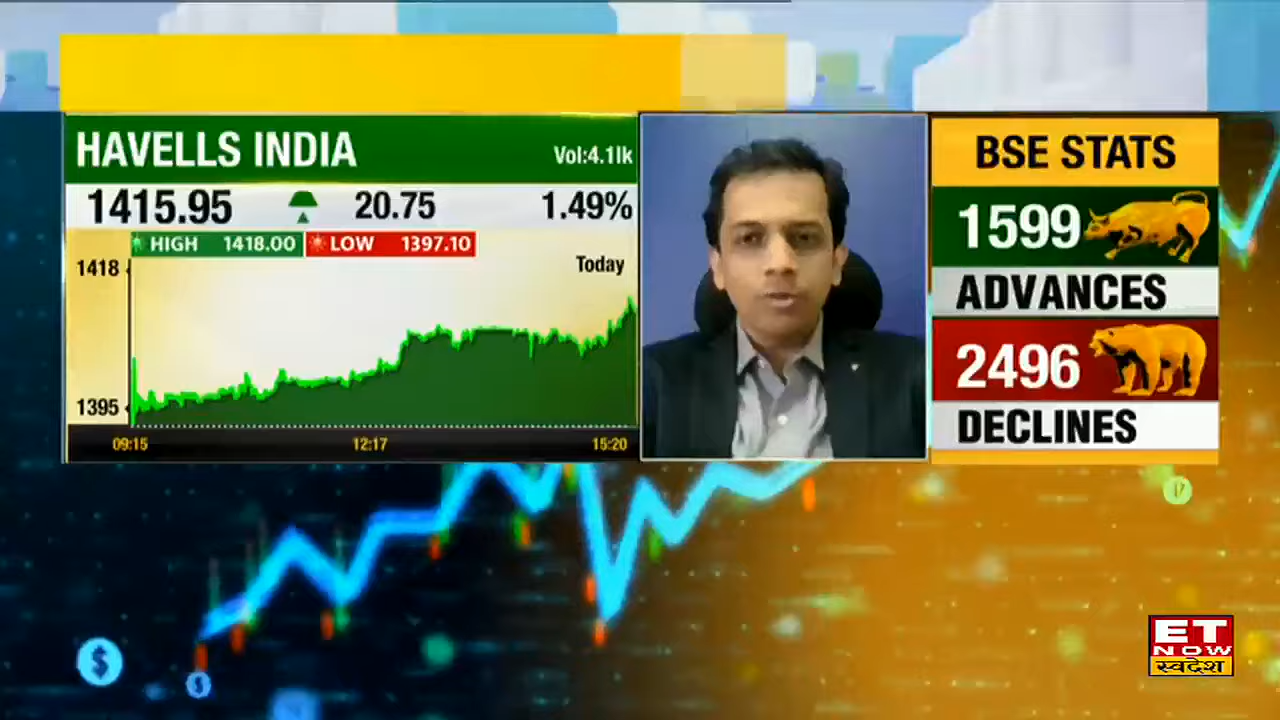 HAVELLS INDIA
Vol:4.1lk
1415.95 20.75 1.49%
HIGH 1418.00 LOW 1397.10
Today
1418
1395
09:15 12:17 15:20
BSE STATS
1599
ADVANCES
2496
DECLINES
$
$
ET
NOW
स्वदेश